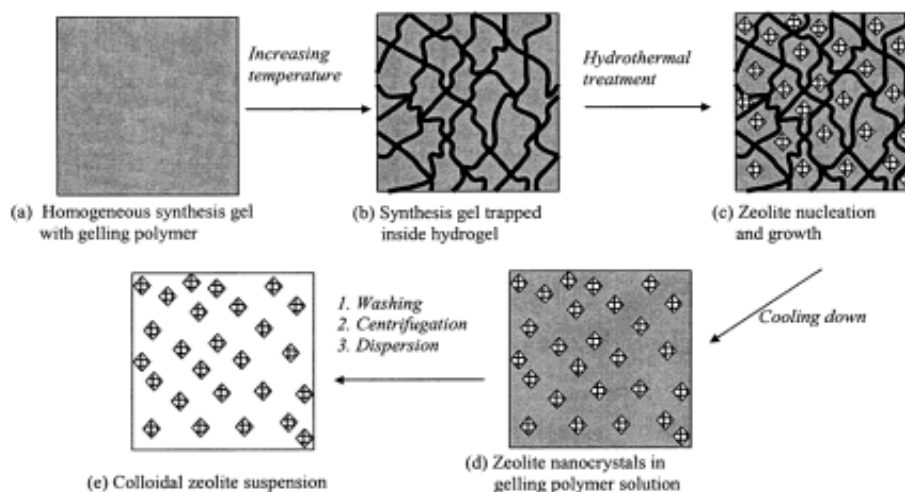 Increasing
temperature
Hydrothermal
treatment
(a) Homogeneous synthesis gel
with gelling polymer
(b) Synthesis gel trapped
inside hydrogel
(c) Zeolite nucleation
and growth
Cooling down
1. Washing
2. Centrifugation
3. Dispersion
(d) Zeolite nanocrystals in
gelling polymer solution
(e) Colloidal zeolite suspension